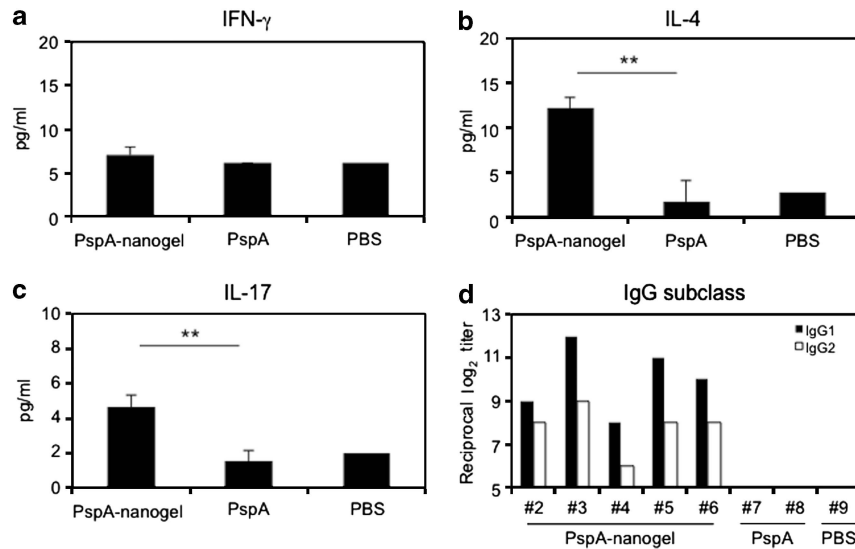 a
IFN-γ
20
15
10
5
0
pg/ml
PspA-nanogel PspA PBS
b
IL-4
20
15
10
5
0
pg/ml
**
PspA-nanogel PspA PBS
c
IL-17
10
8
6
4
2
0
pg/ml
**
PspA-nanogel PspA PBS
d
IgG subclass
13
11
9
7
5
Reciprocal log2 titer
IgG1
IgG2
#2 #3 #4 #5 #6 #7 #8 #9
PspA-nanogel PspA PBS